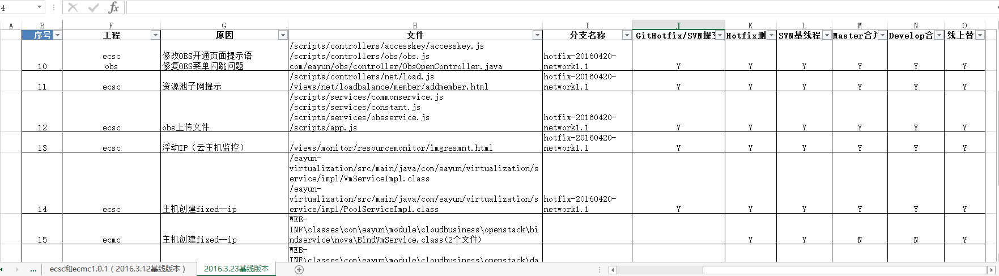 4
fx
A B F G H I J K L M N O
序号 工程 原因 文件 分支名称 GitHotfix/SVN提交 Hotfix删 SVN基线程 Master合并 Develop合 线上替
/scripts/controllers/accesskey/accesskey.js
ecsc 修改OBS开通页面提示语 /scripts/controllers/obs/obs.js hotfix-20160420-
10 obs 修复OBS菜单闪跳问题 com/eayun/obs/controller/ObsOpenController.java network1.1 Y Y Y Y Y Y
/scripts/controllers/net/load.js hotfix-20160420-
11 ecsc 资源池子网提示 /views/net/loadbalance/member/addmember.html network1.1 Y Y Y Y Y Y
/scripts/services/commonservice.js
/scripts/services/constant.js
/scripts/services/obsservice.js hotfix-20160420-
12 ecsc obs上传文件 /scripts/app.js network1.1 Y Y Y Y Y Y
hotfix-20160420-
13 ecsc 浮动IP（云主机监控） /views/monitor/resourcemonitor/imgresmnt.html network1.1 Y Y Y Y Y Y
/eayun-
virtualization/src/main/java/com/eayun/virtualization/s
ervice/impl/VmServiceImpl.class
/eayun-
virtualization/src/main/java/com/eayun/virtualization/s hotfix-20160420-
14 ecsc 主机创建fixed--ip ervice/impl/PoolServiceImpl.class network1.1 Y Y Y Y Y Y
WEB-
INF\classes\com\eayun\module\cloudbusiness\openstack\bi
15 ecmc 主机创建fixed--ip ndservice\nova\BindVmService.class(2个文件) Y Y N N Y
WEB-
INF\classes\com\eayun\module\cloudbusiness\openstack\da
... ecsc和ecmc1.0.1（2016.3.12基线版本） 2016.3.23基线版本